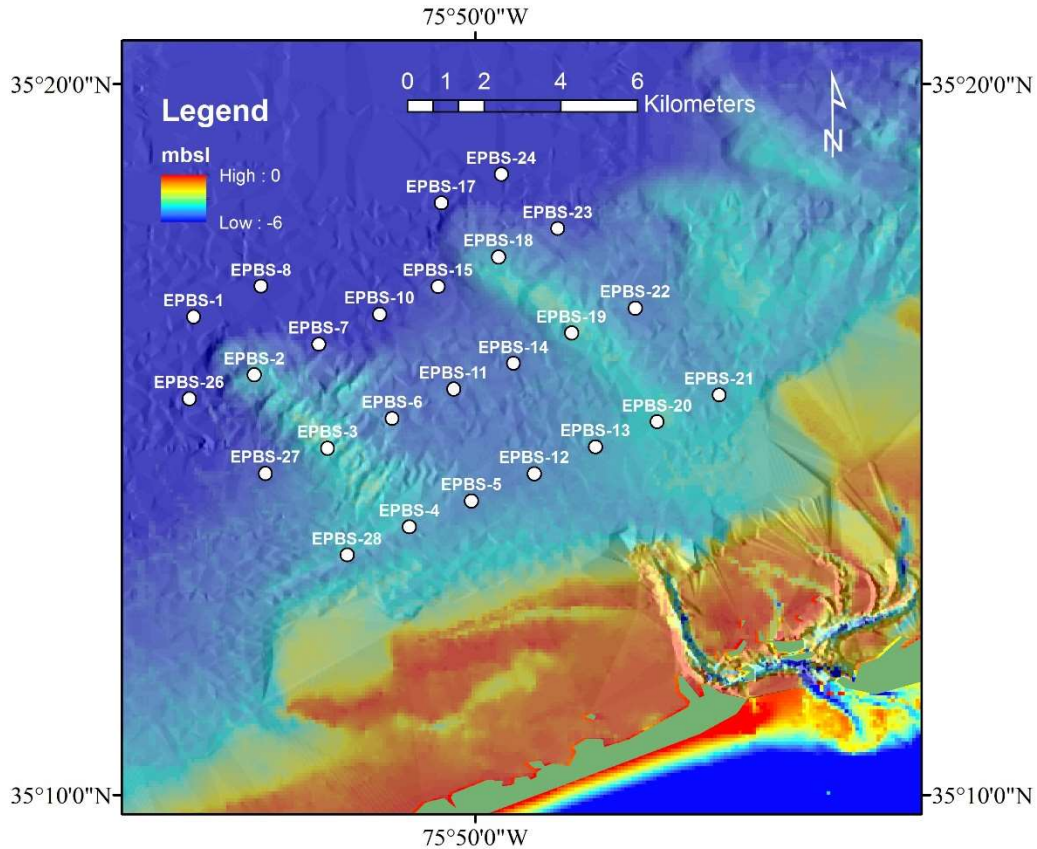 75°50'0"W
35°20'0"N
35°20'0"N
0 1 2 4 6
Kilometers
Legend
mbsl
High : 0
Low : -6
N
EPBS-24
EPBS-17
EPBS-23
EPBS-18
EPBS-8
EPBS-15
EPBS-1
EPBS-10
EPBS-22
EPBS-19
EPBS-7
EPBS-14
EPBS-2
EPBS-11
EPBS-26
EPBS-21
EPBS-6
EPBS-20
EPBS-3
EPBS-13
EPBS-27
EPBS-12
EPBS-5
EPBS-4
EPBS-28
35°10'0"N
35°10'0"N
75°50'0"W